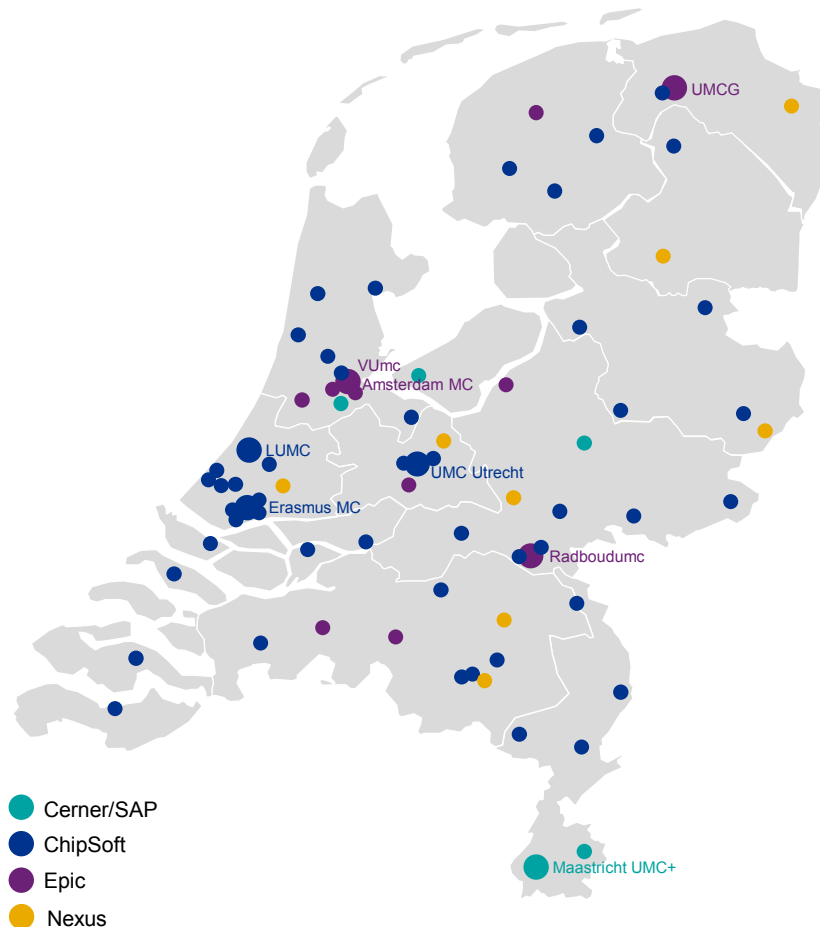 UMCG
VUmc
Amsterdam MC
LUMC
UMC Utrecht
Erasmus MC
Radboudumc
Maastricht UMC+
Cerner/SAP
ChipSoft
Epic
Nexus